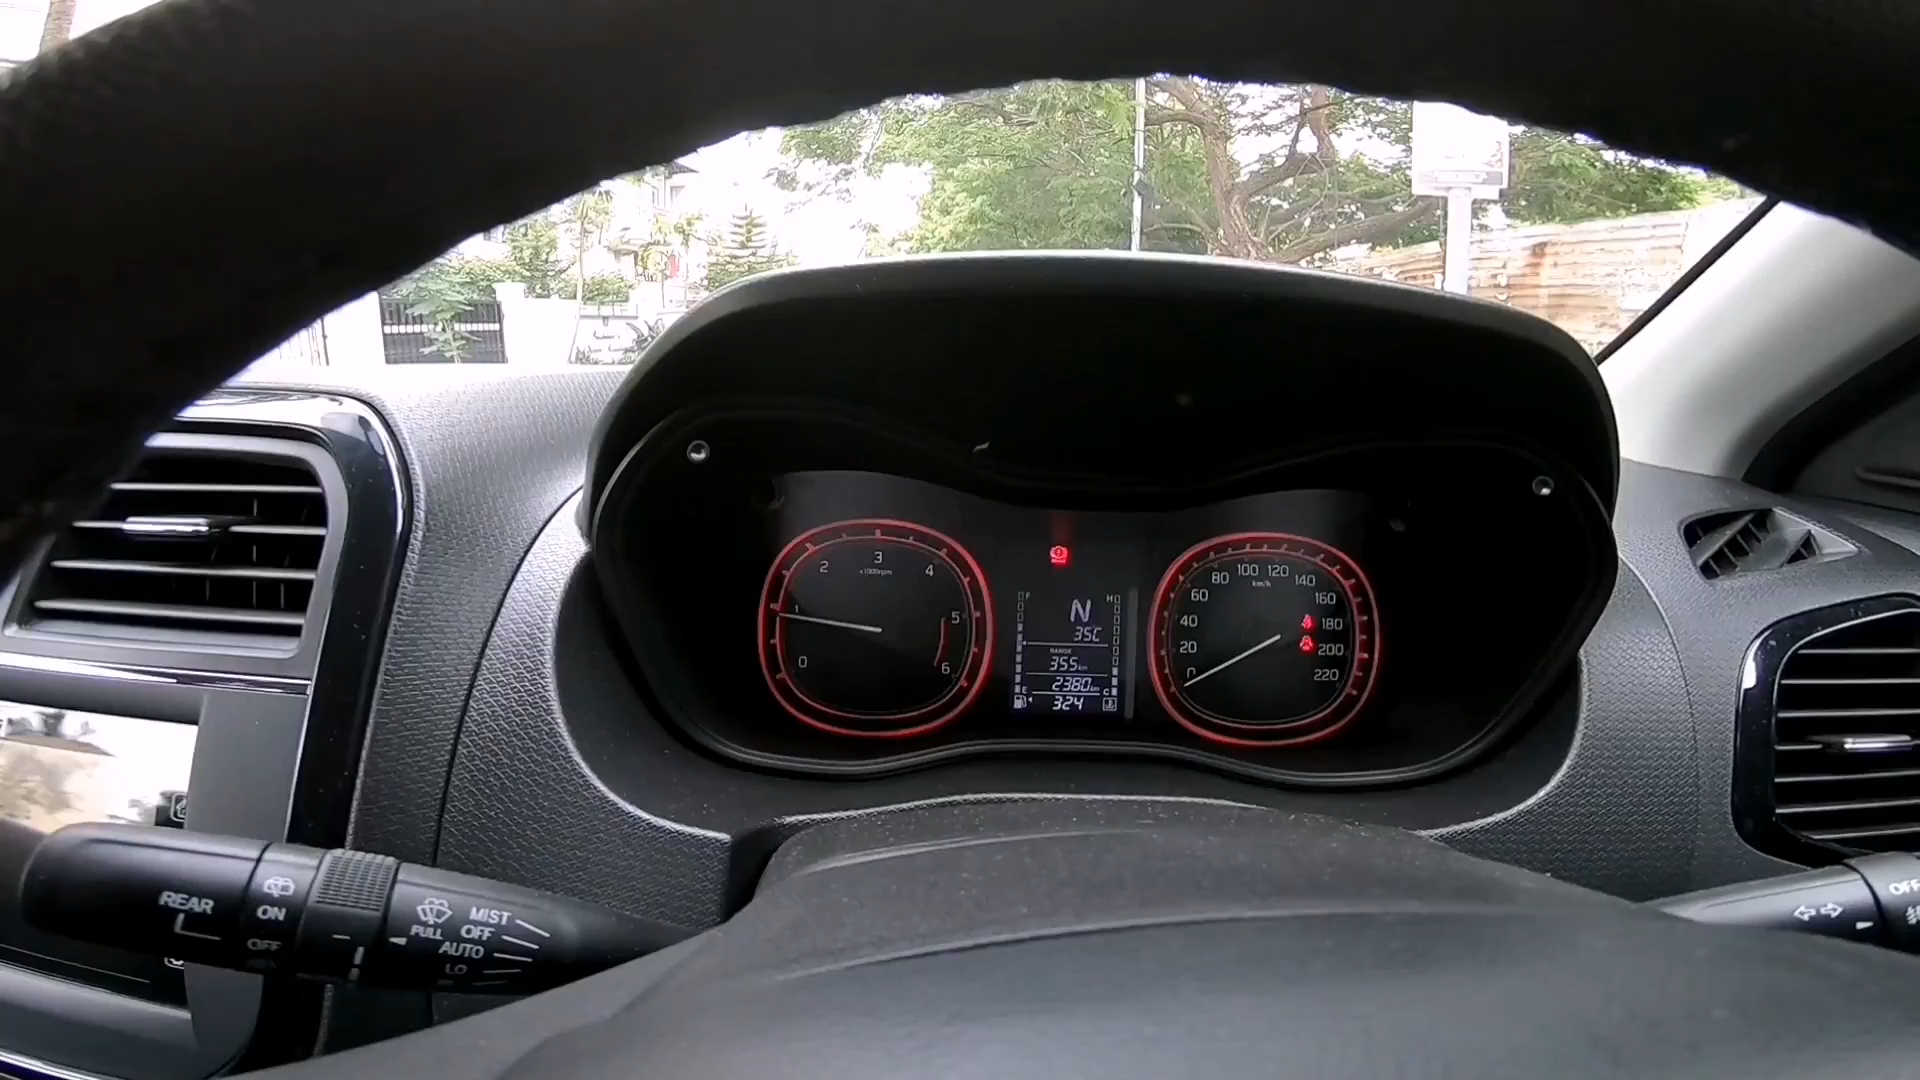 0
1
2
3
4
5
6
x1000rpm
F
H
N
35C
RANGE
355km
2380km
E
C
324
0
20
40
60
80
100
120
140
160
180
200
220
km/h
REAR
ON
OFF
MIST
PULL OFF
AUTO
LO
OFF